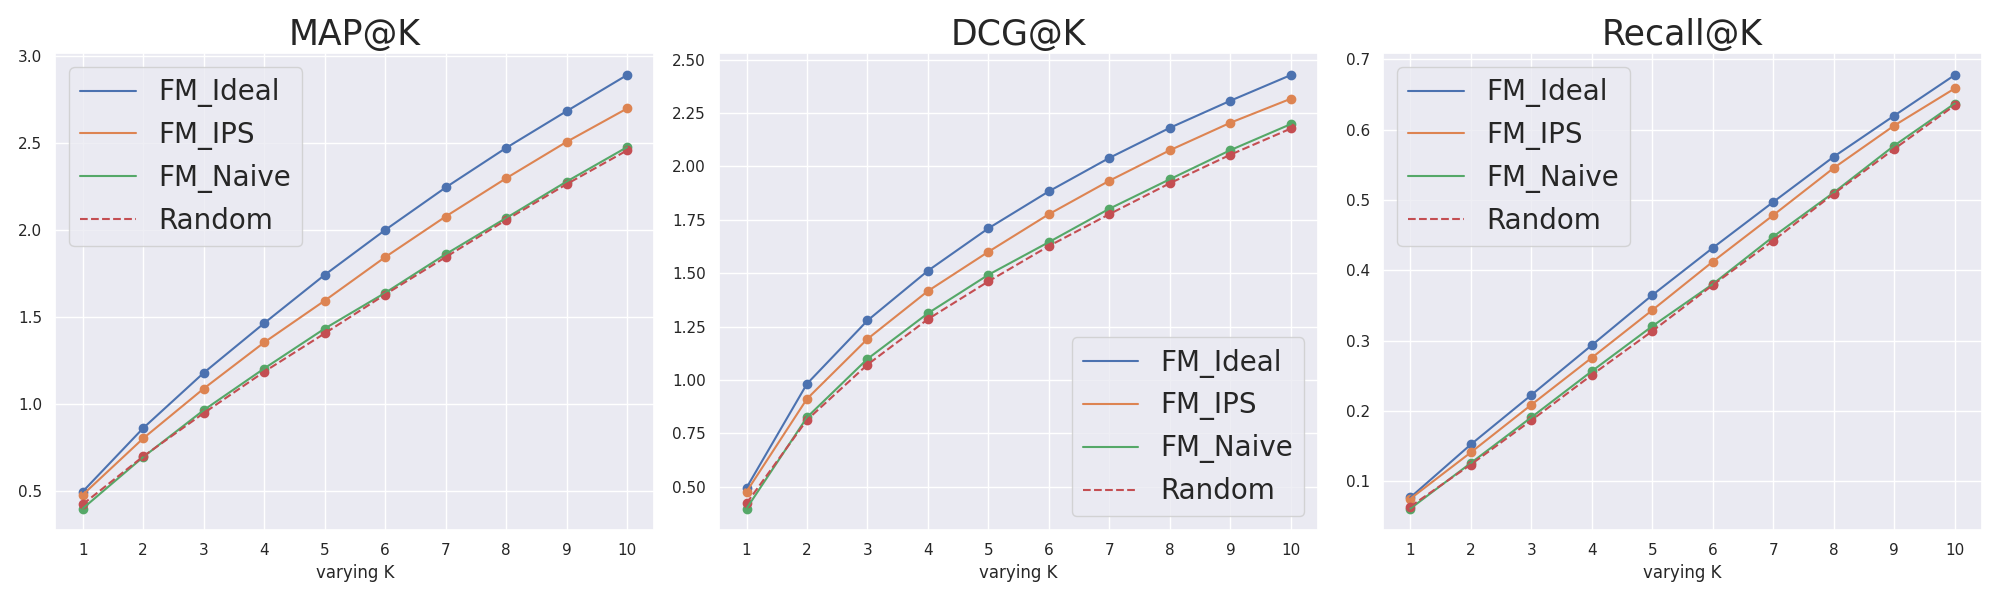 MAP@K
3.0
2.5
2.0
1.5
1.0
0.5
FM_Ideal
FM_IPS
FM_Naive
Random
1 2 3 4 5 6 7 8 9 10
varying K
DCG@K
2.50
2.25
2.00
1.75
1.50
1.25
1.00
0.75
0.50
FM_Ideal
FM_IPS
FM_Naive
Random
1 2 3 4 5 6 7 8 9 10
varying K
Recall@K
0.7
0.6
0.5
0.4
0.3
0.2
0.1
FM_Ideal
FM_IPS
FM_Naive
Random
1 2 3 4 5 6 7 8 9 10
varying K